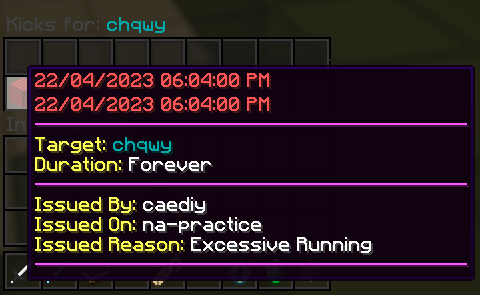 Kicks for: chqwy
22/04/2023 06:04:00 PM
22/04/2023 06:04:00 PM
Target: chqwy
Duration: Forever
Issued By: caediy
Issued On: na-practice
Issued Reason: Excessive Running